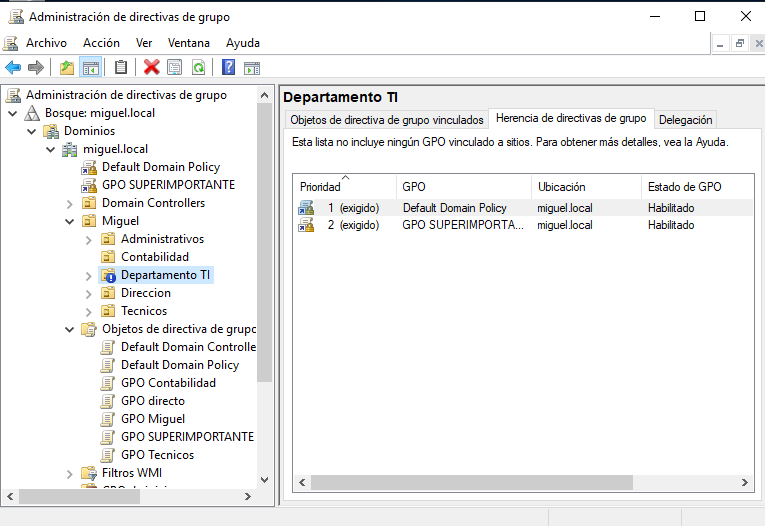 Administración de directivas de grupo
Archivo Acción Ver Ventana Ayuda
Administración de directivas de grupo
Bosque: miguel.local
Dominios
miguel.local
Default Domain Policy
GPO SUPERIMPORTANTE
Domain Controllers
Miguel
Administrativos
Contabilidad
Departamento TI
Direccion
Tecnicos
Objetos de directiva de grupo
Default Domain Controlle
Default Domain Policy
GPO Contabilidad
GPO directo
GPO Miguel
GPO SUPERIMPORTANTE
GPO Tecnicos
Filtros WMI
Departamento TI
Objetos de directiva de grupo vinculados Herencia de directivas de grupo Delegación
Esta lista no incluye ningún GPO vinculado a sitios. Para obtener más detalles, vea la Ayuda.
Prioridad GPO Ubicación Estado de GPO
1 (exigido) Default Domain Policy miguel.local Habilitado
2 (exigido) GPO SUPERIMPORTA... miguel.local Habilitado